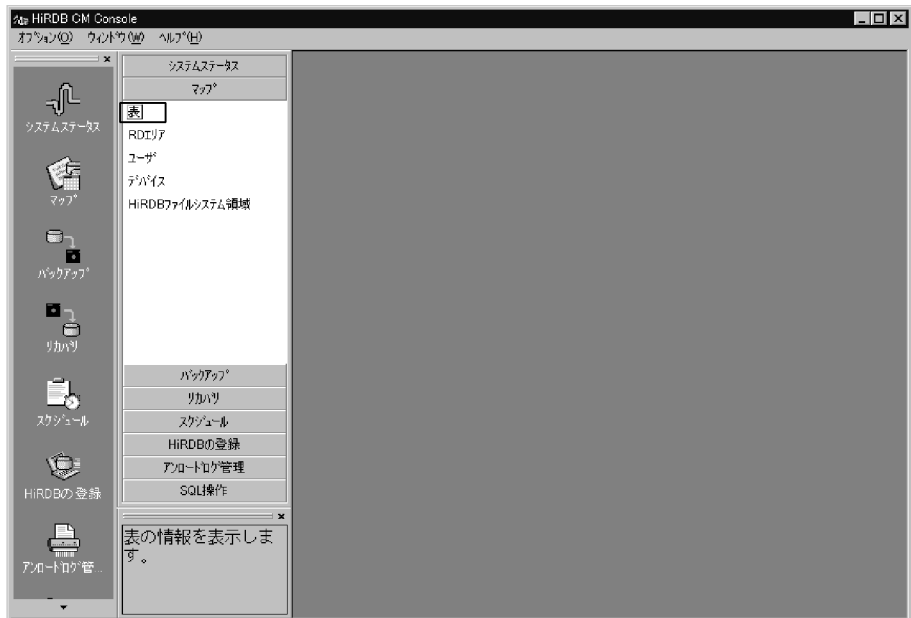 HiRDB CM Console
オプション(O) ウィンドウ(W) ヘルプ(H)
システムステータス
マップ
バックアップ
リカバリ
スケジュール
HiRDBの登録
アンロードログ管...
システムステータス
マップ
表
RDエリア
ユーザ
デバイス
HiRDBファイルシステム領域
バックアップ
リカバリ
スケジュール
HiRDBの登録
アンロードログ管理
SQL操作
表の情報を表示しま
す。